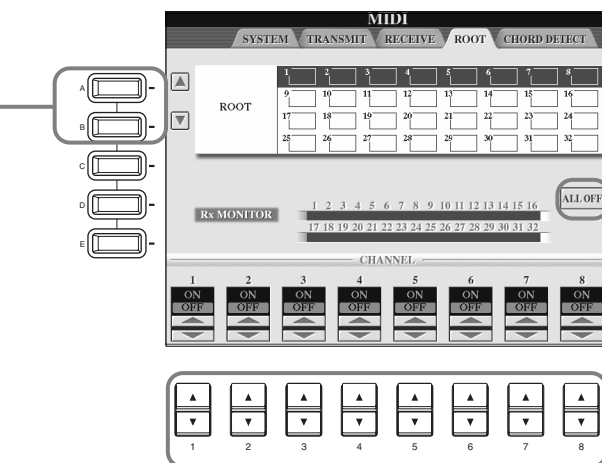 MIDI
SYSTEM TRANSMIT RECEIVE ROOT CHORD DETECT
A
B
C
D
E
ROOT
1 2 3 4 5 6 7 8
9 10 11 12 13 14 15 16
17 18 19 20 21 22 23 24
25 26 27 28 29 30 31 32
ALL OFF
Rx MONITOR
1 2 3 4 5 6 7 8 9 10 11 12 13 14 15 16
17 18 19 20 21 22 23 24 25 26 27 28 29 30 31 32
CHANNEL
1 2 3 4 5 6 7 8
ON ON ON ON ON ON ON ON
OFF OFF OFF OFF OFF OFF OFF OFF
1 2 3 4 5 6 7 8